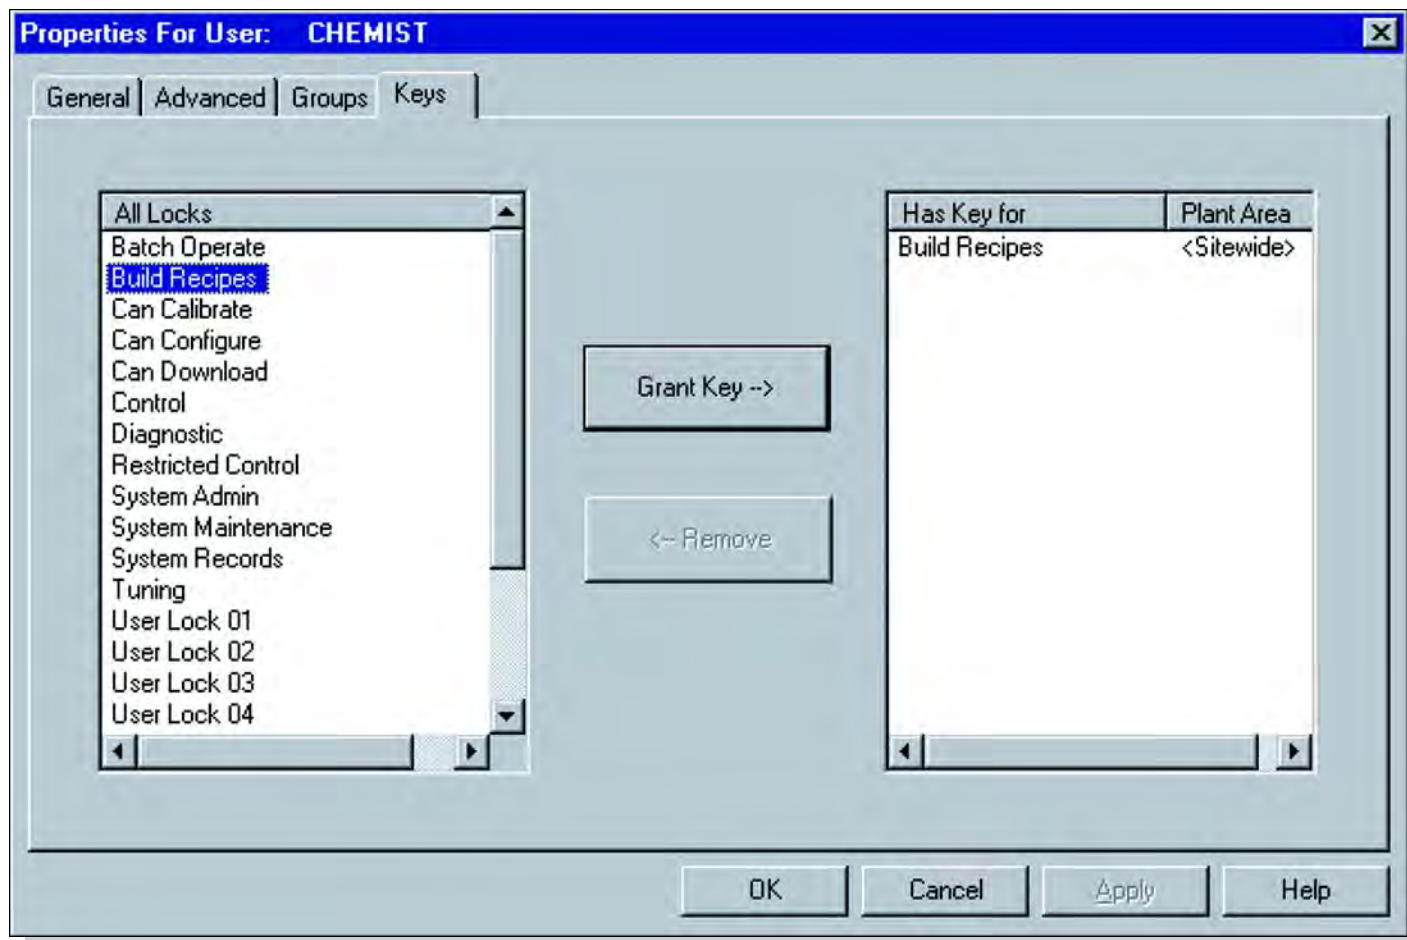 Properties For User: CHEMIST
General Advanced Groups Keys
All Locks
Batch Operate
Build Recipes
Can Calibrate
Can Configure
Can Download
Control
Diagnostic
Restricted Control
System Admin
System Maintenance
System Records
Tuning
User Lock 01
User Lock 02
User Lock 03
User Lock 04
Grant Key -->
<-- Remove
Has Key for Plant Area
Build Recipes <Sitewide>
OK Cancel Apply Help